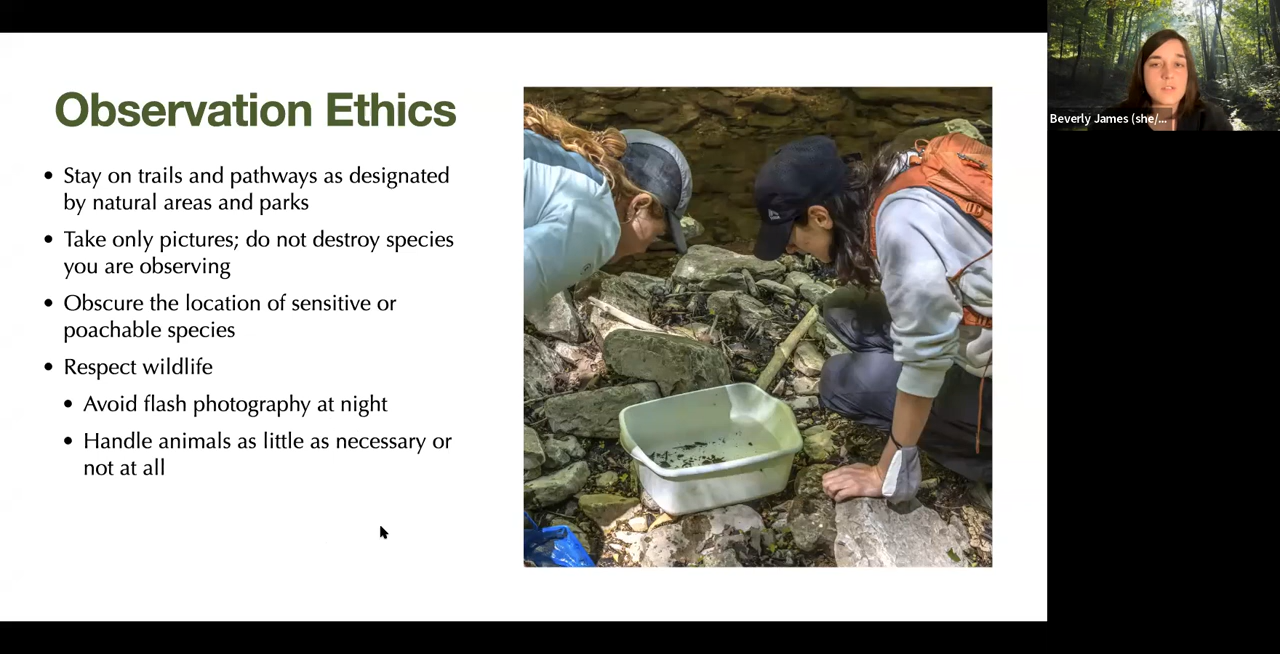 Observation Ethics
• Stay on trails and pathways as designated
by natural areas and parks
• Take only pictures; do not destroy species
you are observing
• Obscure the location of sensitive or
poachable species
• Respect wildlife
• Avoid flash photography at night
• Handle animals as little as necessary or
not at all
Beverly James (she/...